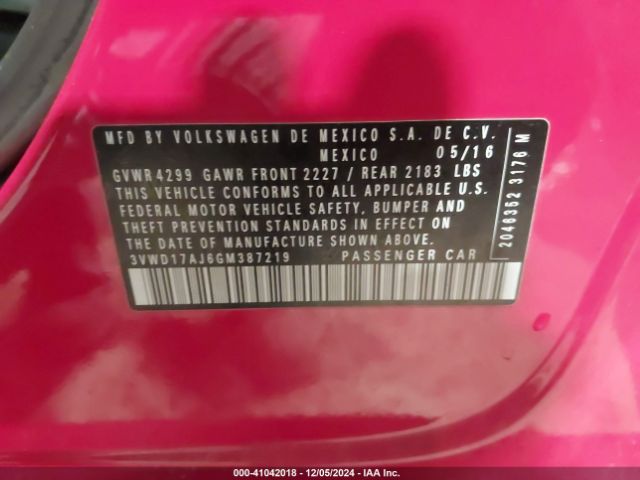 MFD BY VOLKSWAGEN DE MEXICO S.A. DE C.V.
MEXICO 05/16
GVWR 4299 GAWR FRONT 2227 / REAR 2183 LBS
THIS VEHICLE CONFORMS TO ALL APPLICABLE U.S.
FEDERAL MOTOR VEHICLE SAFETY, BUMPER AND
THEFT PREVENTION STANDARDS IN EFFECT ON
THE DATE OF MANUFACTURE SHOWN ABOVE.
3VWD17AJ6GM387219 PASSENGER CAR
2046352 3176 M
000-41042018 - 12/05/2024 - IAA Inc.